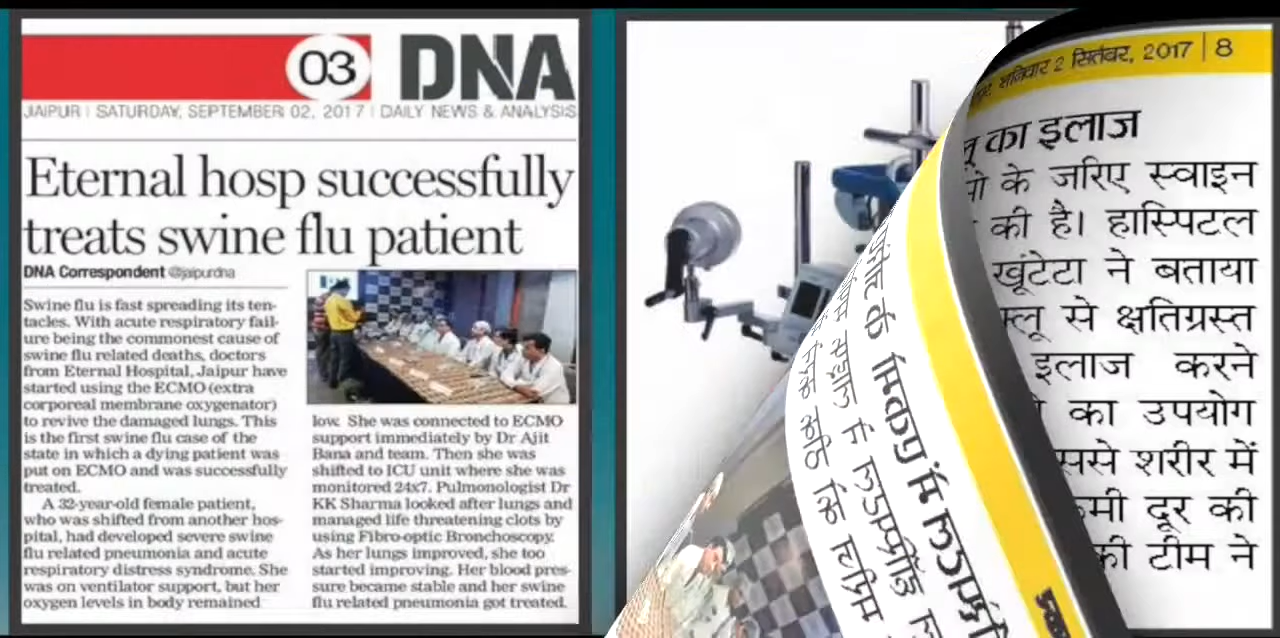 03 DNA
JAIPUR | SATURDAY, SEPTEMBER 02, 2017 | DAILY NEWS & ANALYSIS
Eternal hosp successfully
treats swine flu patient
DNA Correspondent @jaipurdna
Swine flu is fast spreading its ten-
tacles. With acute respiratory fail-
ure being the commonest cause of
swine flu related deaths, doctors
from Eternal Hospital, Jaipur have
started using the ECMO (extra
corporeal membrane oxygenator)
to revive the damaged lungs. This
is the first swine flu case of the
state in which a dying patient was
put on ECMO and was successfully
treated.
A 32-year-old female patient,
who was shifted from another hos-
pital, had developed severe swine
flu related pneumonia and acute
respiratory distress syndrome. She
was on ventilator support, but her
oxygen levels in body remained
low. She was connected to ECMO
support immediately by Dr Ajit
Bana and team. Then she was
shifted to ICU unit where she was
monitored 24x7. Pulmonologist Dr
KK Sharma looked after lungs and
managed life threatening clots by
using Fibro-optic Bronchoscopy.
As her lungs improved, she too
started improving. Her blood pres-
sure became stable and her swine
flu related pneumonia got treated.
शनिवार 2 सितंबर, 2017 | 8
का इलाज
के जरिए स्वाइन
की है। हास्पिटल
खूंटेटा ने बताया
से क्षतिग्रस्त
इलाज करने
का उपयोग
शरीर में
दूर की
की टीम ने